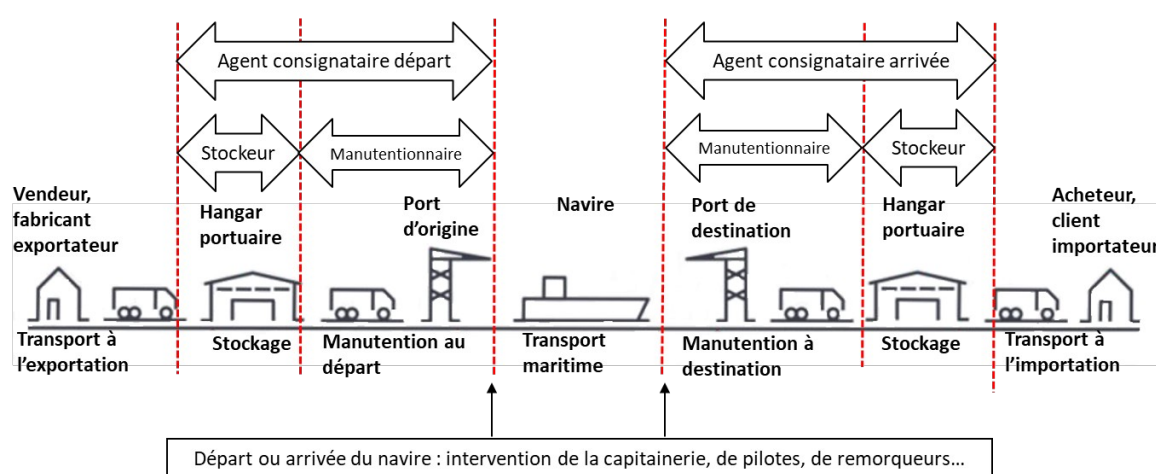 Agent consignataire départ
Agent consignataire arrivée
Stockeur
Manutentionnaire
Manutentionnaire
Stockeur
Vendeur,
fabricant
exportateur
Hangar
portuaire
Port
d’origine
Navire
Port de
destination
Hangar
portuaire
Acheteur,
client
importateur
Transport à
l’exportation
Stockage
Manutention au
départ
Transport
maritime
Manutention à
destination
Stockage
Transport à
l’importation
Départ ou arrivée du navire : intervention de la capitainerie, de pilotes, de remorqueurs…